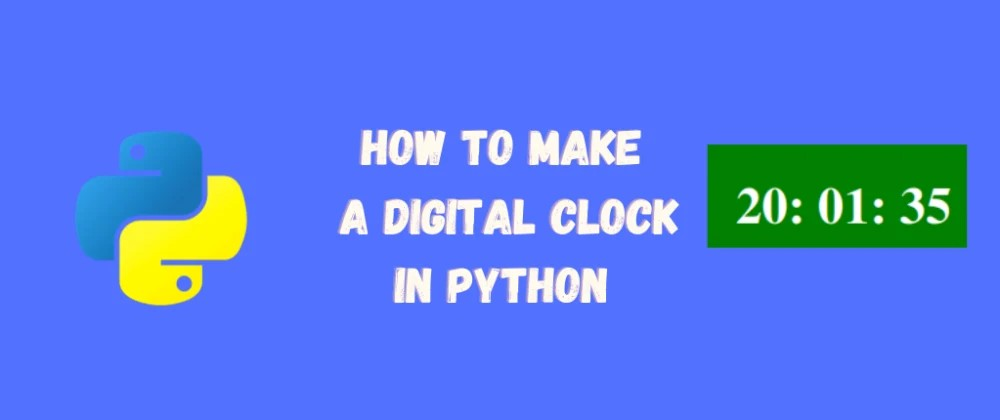 HOW TO MAKE
A DIGITAL CLOCK
IN PYTHON
20: 01: 35